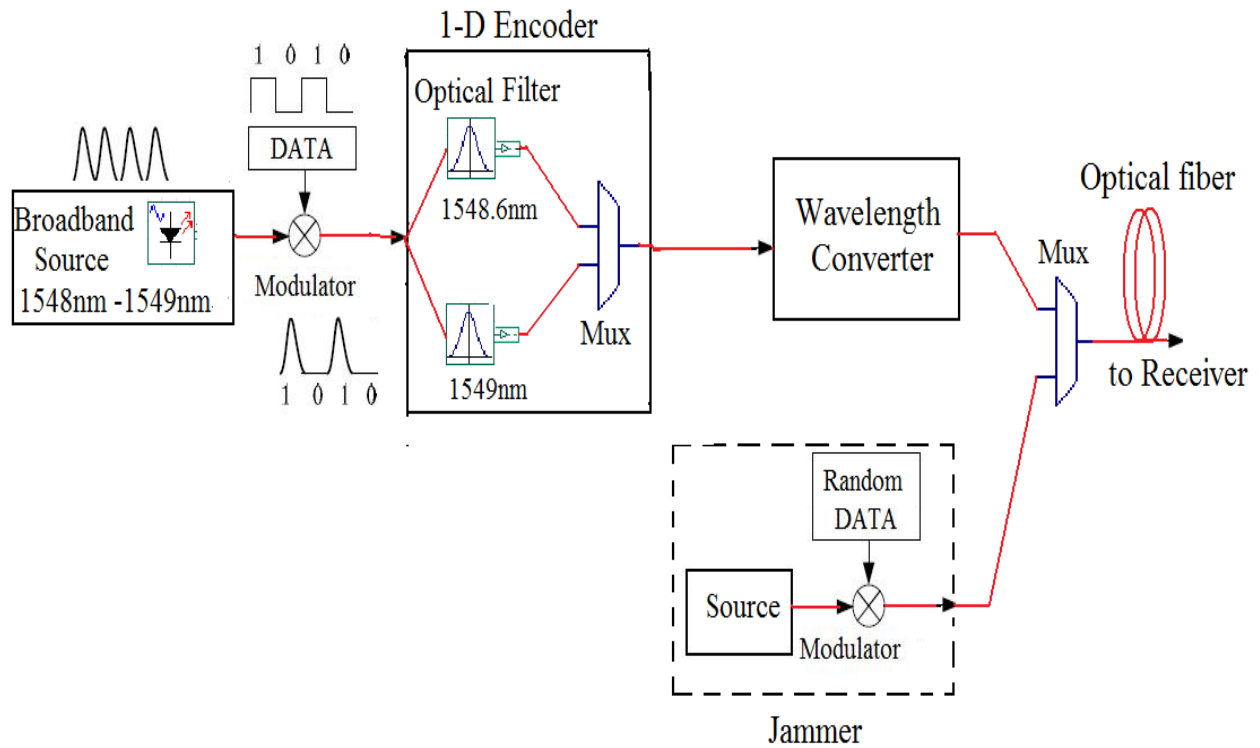 1-D Encoder
1 0 1 0
DATA
Optical Filter
1548.6nm
Broadband
Source
1548nm -1549nm
Modulator
1 0 1 0
1549nm
Mux
Wavelength
Converter
Optical fiber
Mux
to Receiver
Random
DATA
Source
Modulator
Jammer